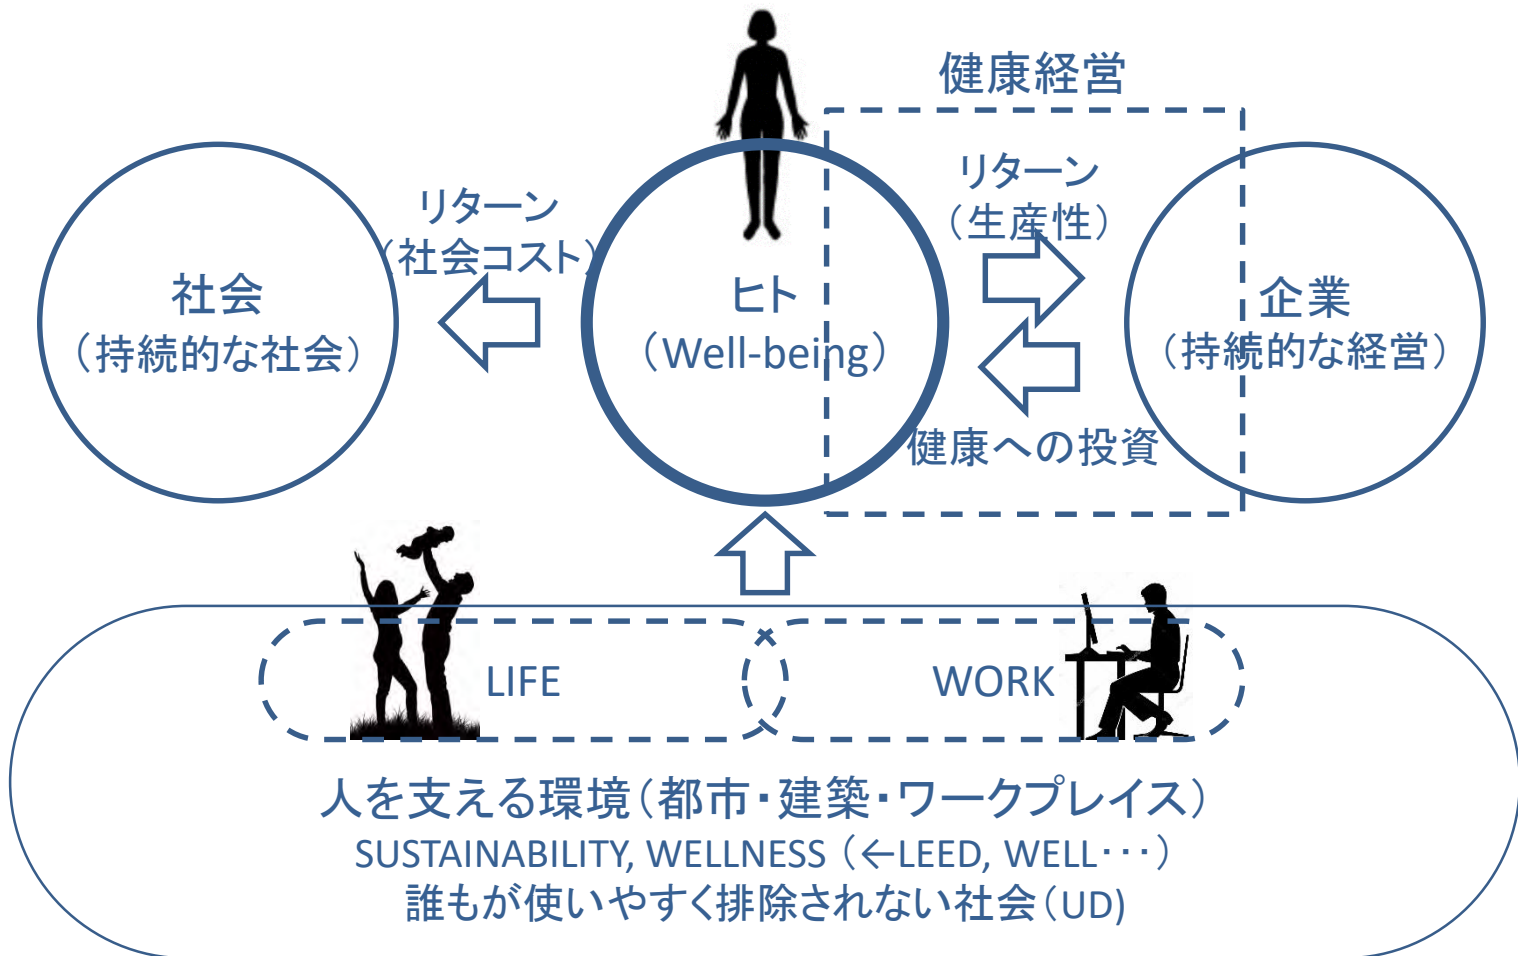 健康経営
リターン
（生産性）
リターン
（社会コスト）
社会
（持続的な社会）
ヒト
（Well-being）
企業
（持続的な経営）
健康への投資
LIFE
WORK
人を支える環境（都市・建築・ワークプレイス）
SUSTAINABILITY, WELLNESS（←LEED, WELL･･･）
誰もが使いやすく排除されない社会（UD)